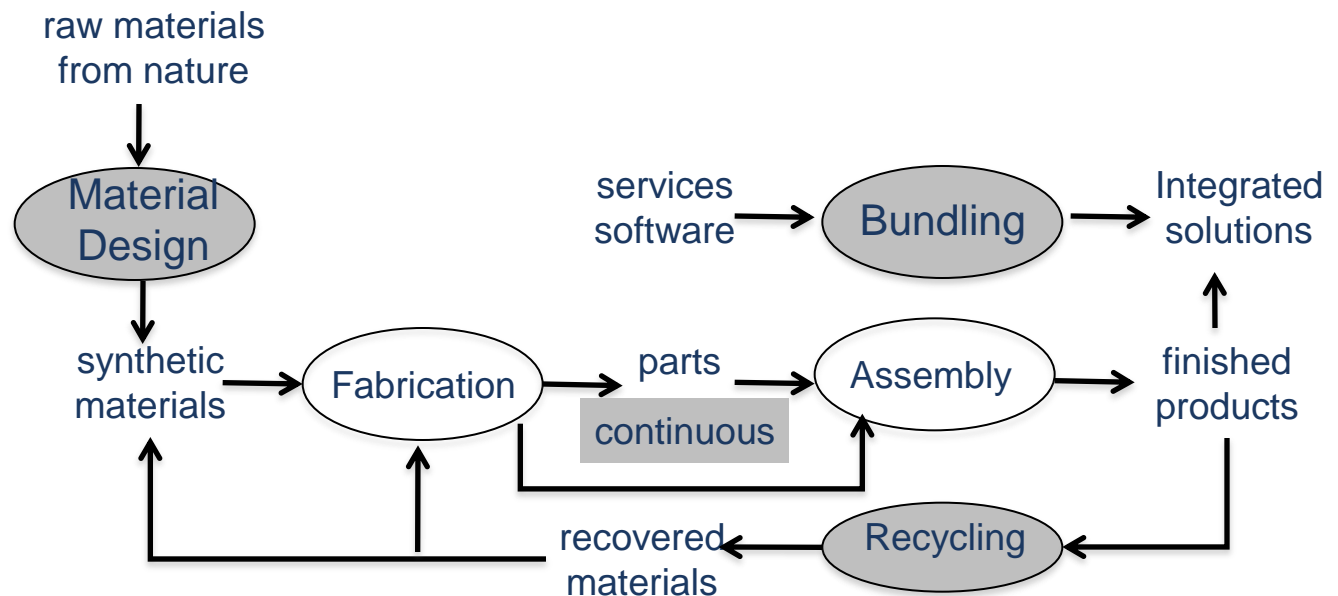 raw materials
from nature
Material
Design
services
software
Bundling
Integrated
solutions
synthetic
materials
Fabrication
parts
continuous
Assembly
finished
products
recovered
materials
Recycling